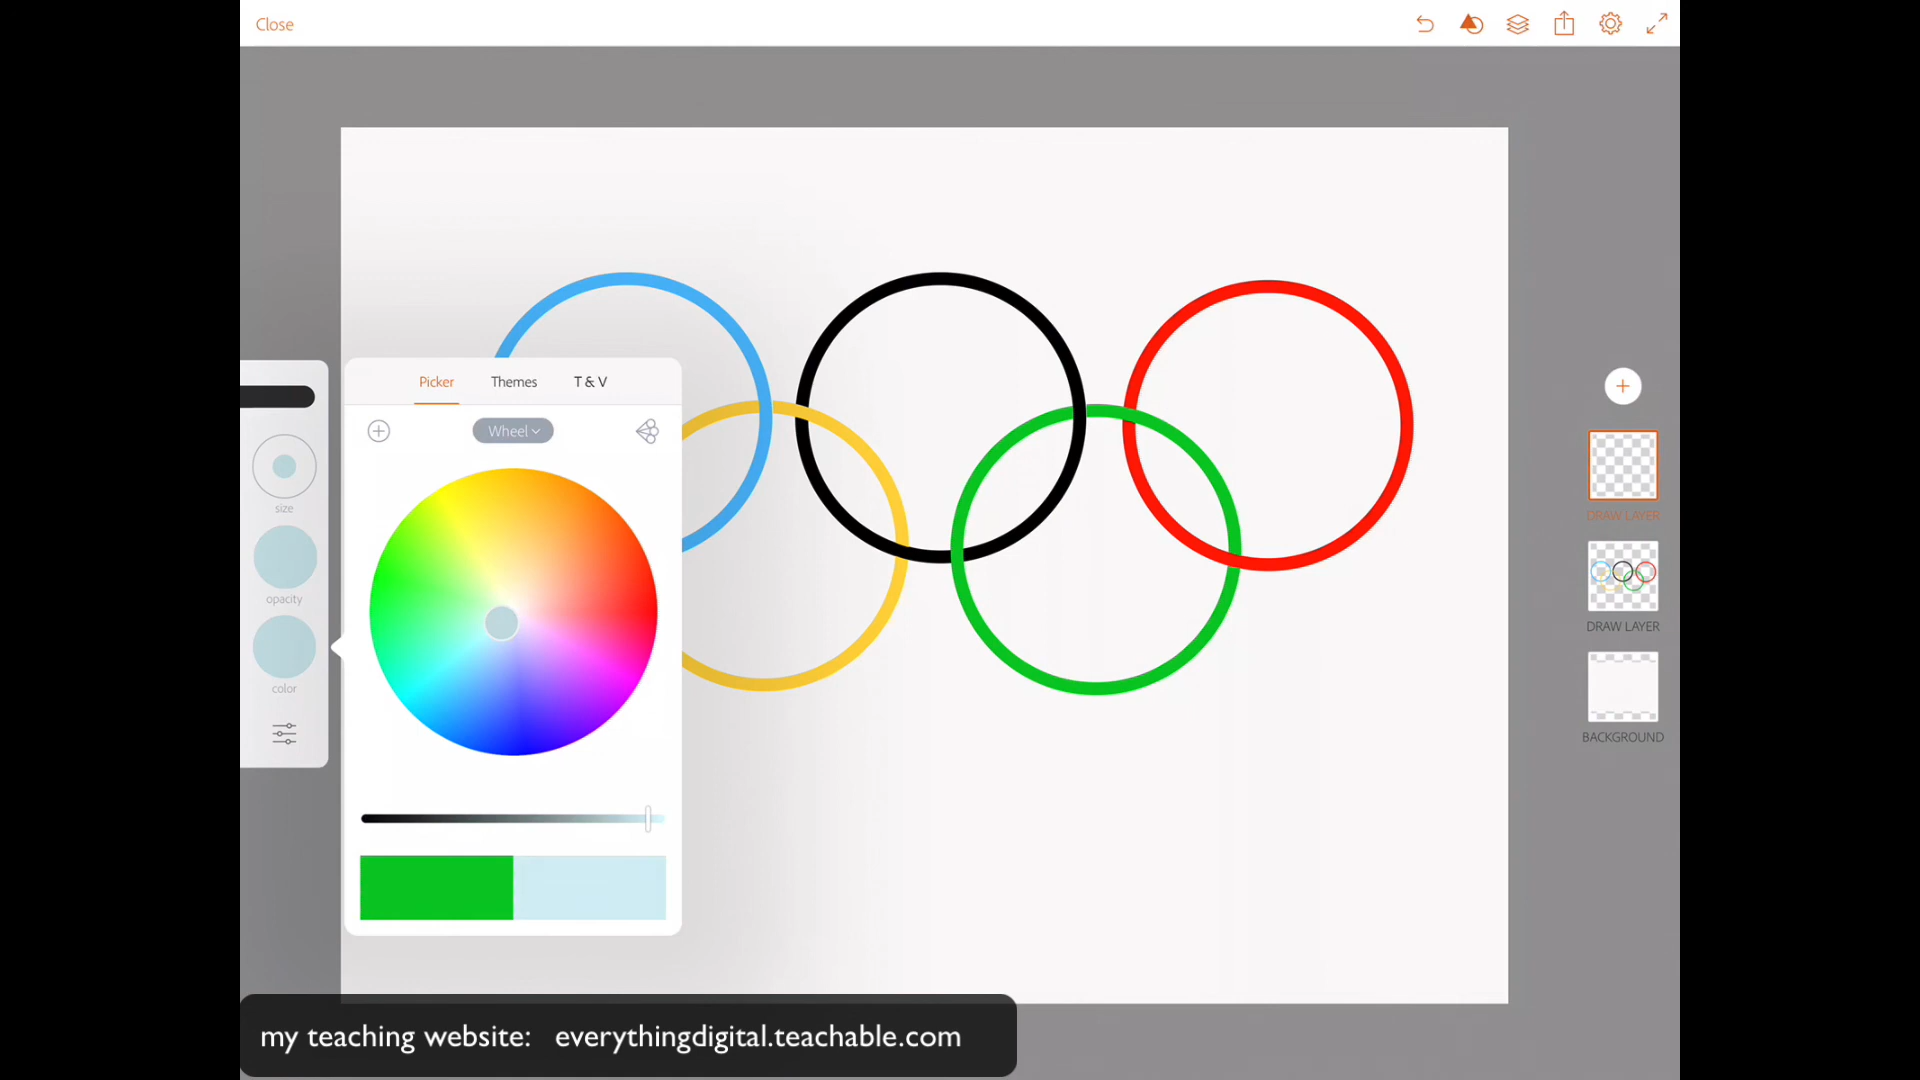 Close
Picker
Themes
T & V
Wheel
size
opacity
color
DRAW LAYER
DRAW LAYER
BACKGROUND
my teaching website: everythingdigital.teachable.com